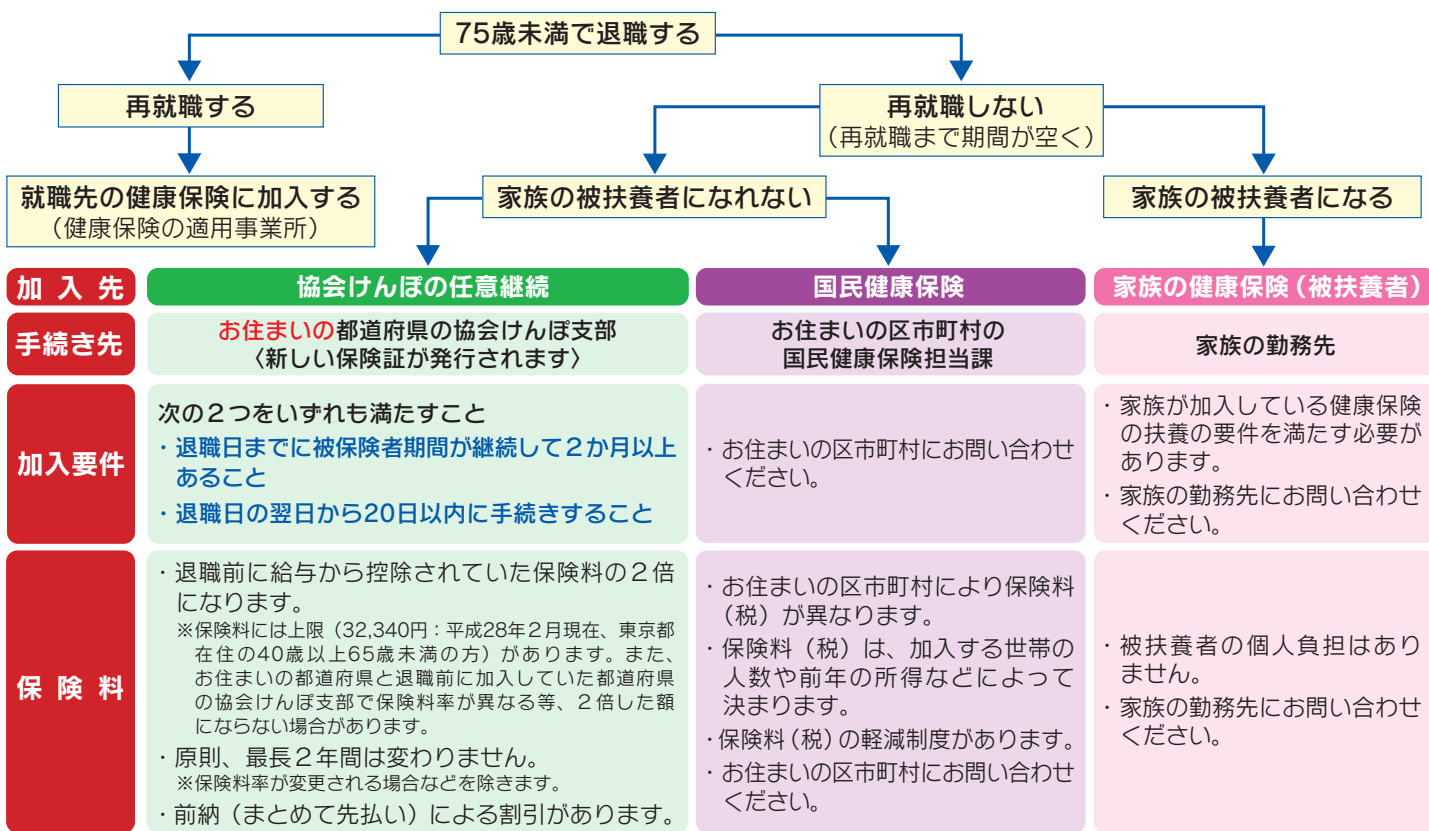 75歳未満で退職する
再就職する
再就職しない
(再就職まで期間が空く)
就職先の健康保険に加入する
(健康保険の適用事業所)
家族の被扶養者になれない
家族の被扶養者になる
加入先
協会けんぽの任意継続
国民健康保険
家族の健康保険(被扶養者)
手続き先
お住まいの都道府県の協会けんぽ支部
〈新しい保険証が発行されます〉
お住まいの区市町村の
国民健康保険担当課
家族の勤務先
加入要件
次の2つをいずれも満たすこと
・退職日までに被保険者期間が継続して2か月以上
あること
・退職日の翌日から20日以内に手続きすること
・お住まいの区市町村にお問い合わせ
ください。
・家族が加入している健康保険
の扶養の要件を満たす必要が
あります。
・家族の勤務先にお問い合わせ
ください。
保険料
・退職前に給与から控除されていた保険料の2倍
になります。
※保険料には上限(32,340円:平成28年2月現在、東京都
在住の40歳以上65歳未満の方)があります。また、
お住まいの都道府県と退職前に加入していた都道府県
の協会けんぽ支部で保険料率が異なる等、2倍した額
にならない場合があります。
・原則、最長2年間は変わりません。
※保険料率が変更される場合などを除きます。
・前納(まとめて先払い)による割引があります。
・お住まいの区市町村により保険料
(税)が異なります。
・保険料(税)は、加入する世帯の
人数や前年の所得などによって
決まります。
・保険料(税)の軽減制度があります。
・お住まいの区市町村にお問い合わせ
ください。
・被扶養者の個人負担はあり
ません。
・家族の勤務先にお問い合わせ
ください。